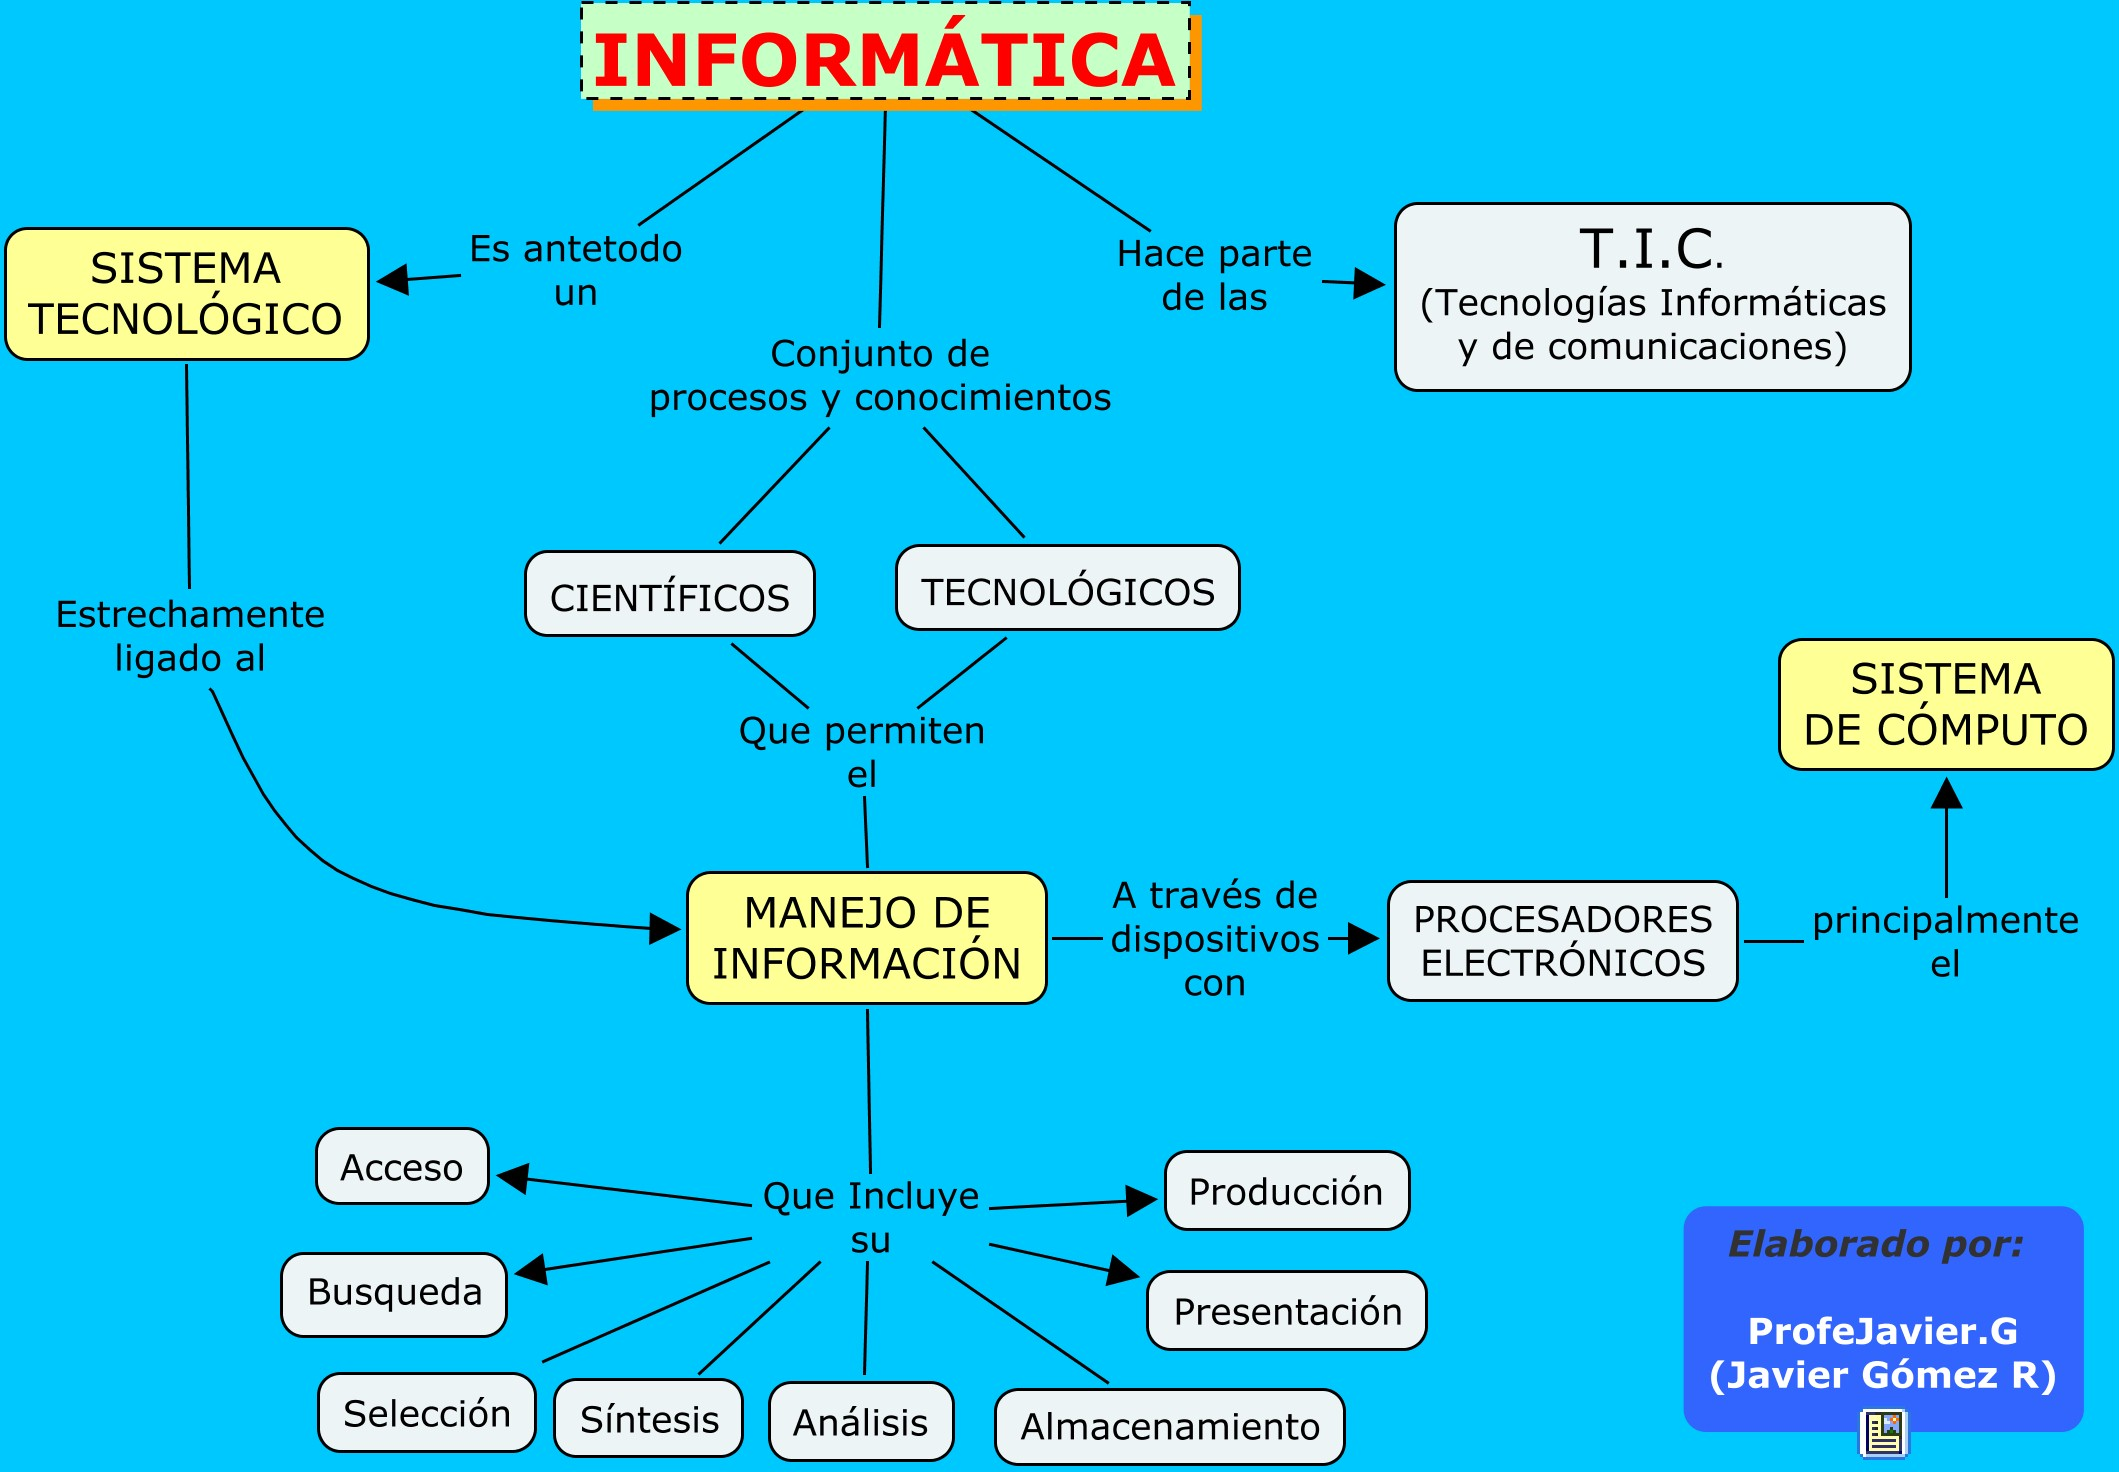 INFORMÁTICA
SISTEMA
TECNOLÓGICO
Es antetodo
un
Hace parte
de las
T.I.C.
(Tecnologías Informáticas
y de comunicaciones)
Conjunto de
procesos y conocimientos
CIENTÍFICOS
TECNOLÓGICOS
Estrechamente
ligado al
Que permiten
el
SISTEMA
DE CÓMPUTO
MANEJO DE
INFORMACIÓN
A través de
dispositivos
con
PROCESADORES
ELECTRÓNICOS
principalmente
el
Que Incluye
su
Acceso
Busqueda
Selección
Síntesis
Análisis
Almacenamiento
Presentación
Producción
Elaborado por:
ProfeJavier.G
(Javier Gómez R)